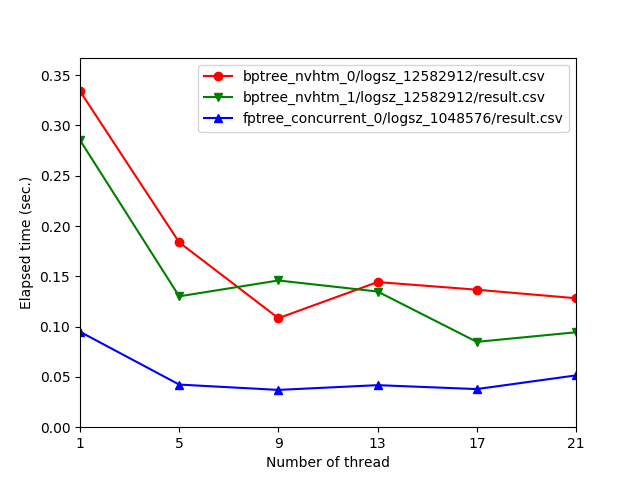 bptree_nvhtm_0/logsz_12582912/result.csv
bptree_nvhtm_1/logsz_12582912/result.csv
fptree_concurrent_0/logsz_1048576/result.csv
Elapsed time (sec.)
0.35
0.30
0.25
0.20
0.15
0.10
0.05
0.00
1 5 9 13 17 21
Number of thread